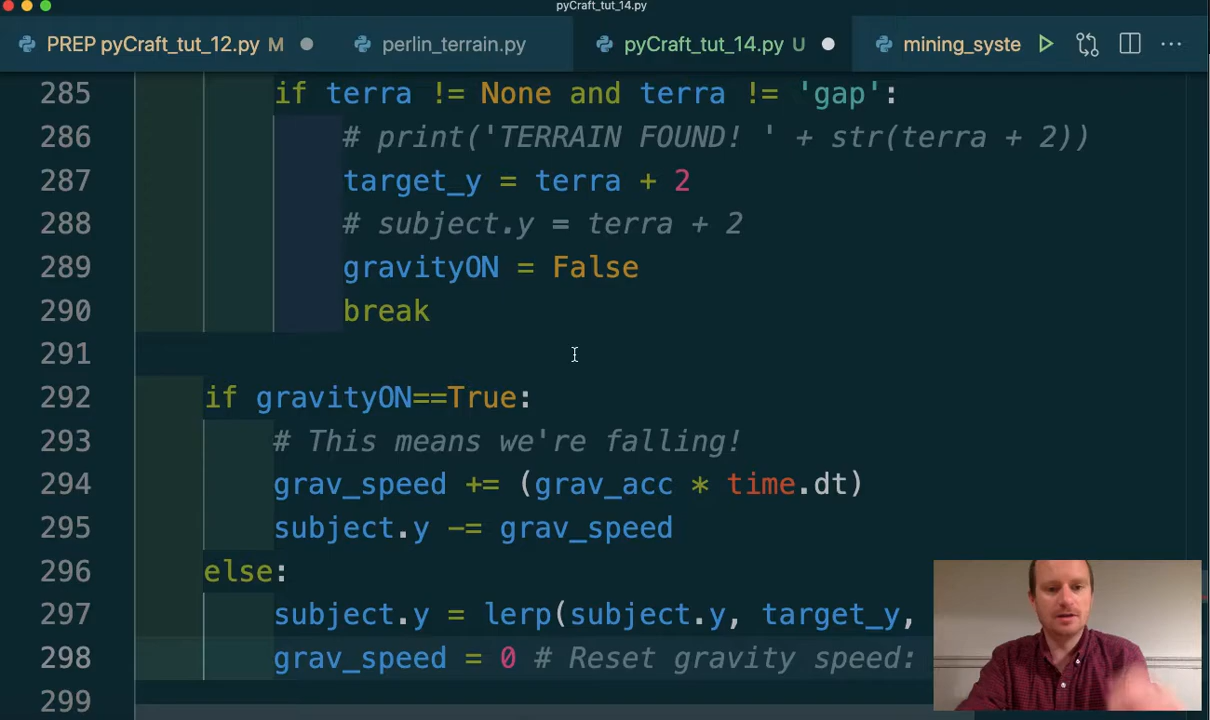 pyCraft_tut_14.py
PREP pyCraft_tut_12.py M perlin_terrain.py pyCraft_tut_14.py U mining_syste
285 if terra != None and terra != 'gap':
286 # print('TERRAIN FOUND! ' + str(terra + 2))
287 target_y = terra + 2
288 # subject.y = terra + 2
289 gravityON = False
290 break
291
292 if gravityON==True:
293 # This means we're falling!
294 grav_speed += (grav_acc * time.dt)
295 subject.y -= grav_speed
296 else:
297 subject.y = lerp(subject.y, target_y,
298 grav_speed = 0 # Reset gravity speed:
299